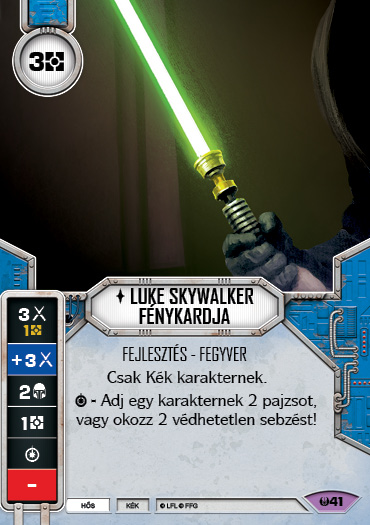 3
LUKE SKYWALKER
FÉNYKARDJA
FEJLESZTÉS - FEGYVER
Csak Kék karakternek.
- Adj egy karakternek 2 pajzsot,
vagy okozz 2 védhetetlen sebzést!
3
1
+3
2
1
-
HŐS
KÉK
© LFL © FFG
41